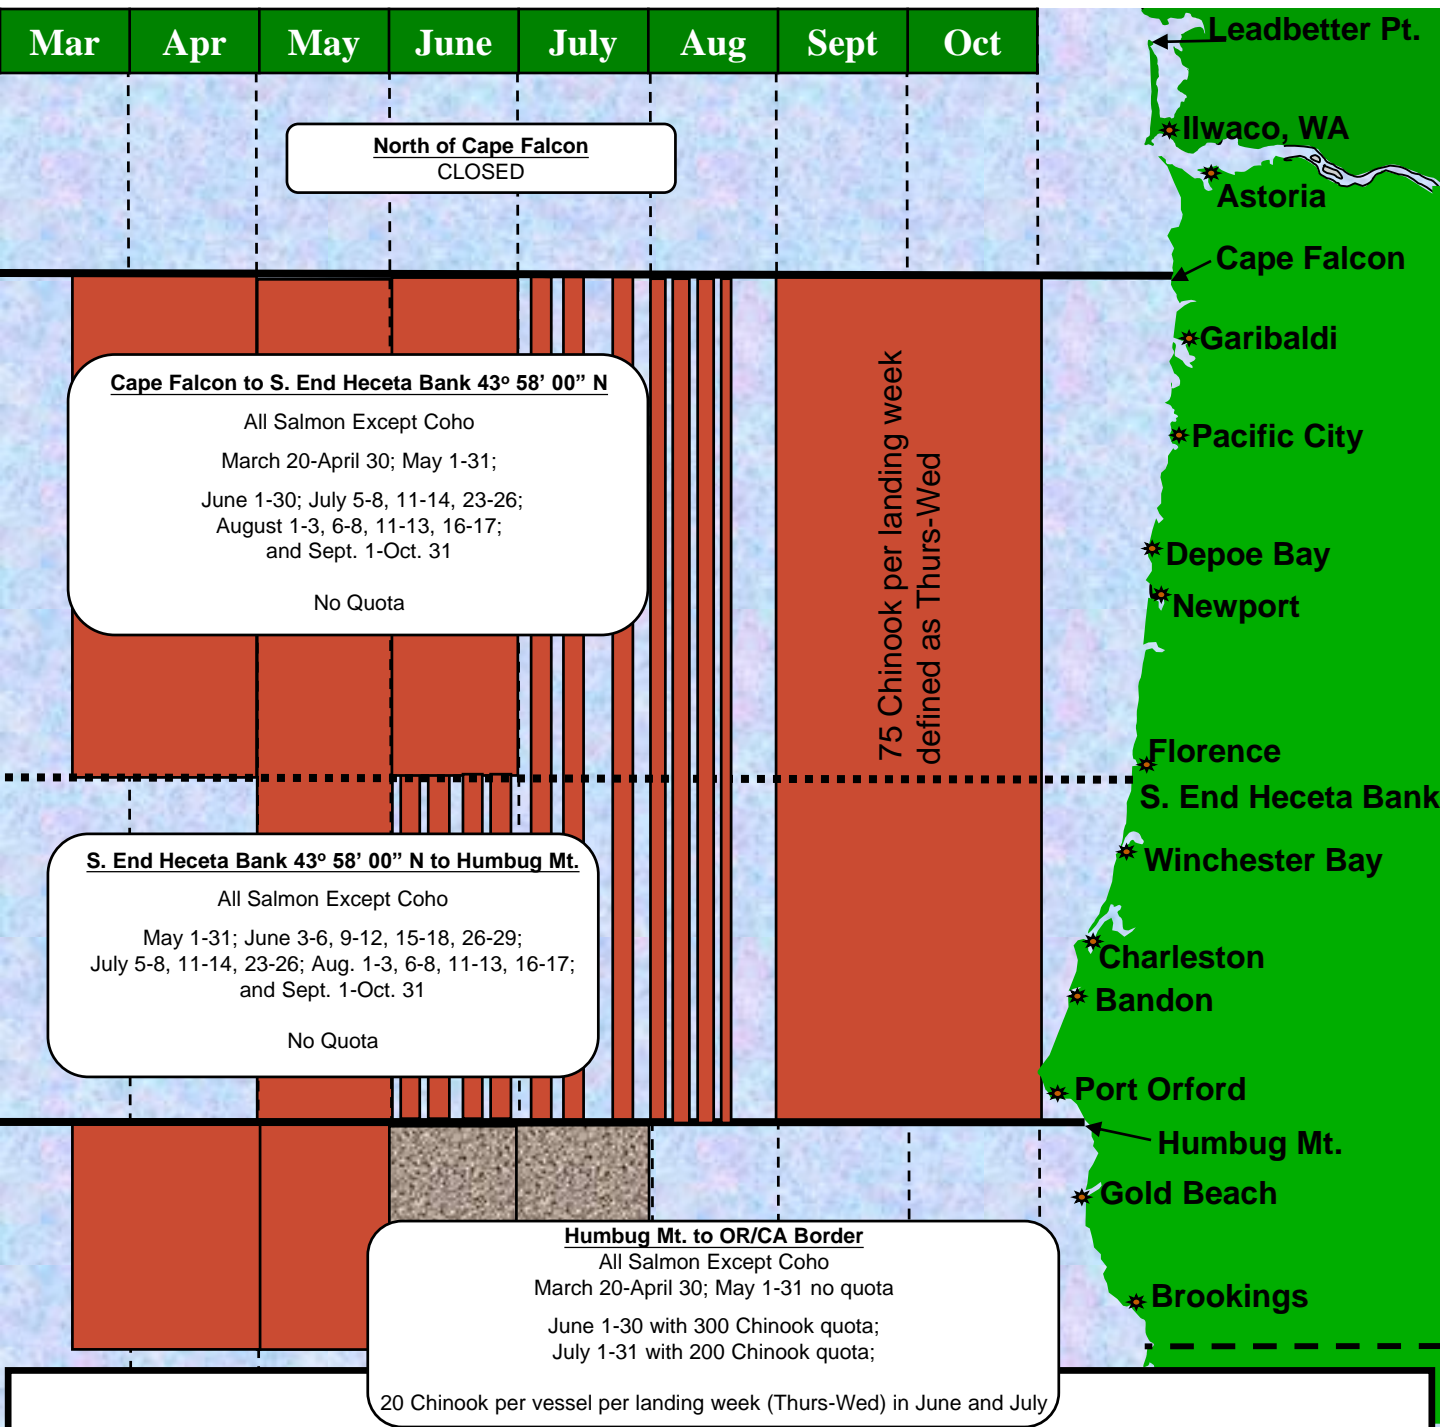 Mar Apr May June July Aug Sept Oct
Leadbetter Pt.
Ilwaco, WA
North of Cape Falcon
CLOSED
Astoria
Cape Falcon
Garibaldi
Cape Falcon to S. End Heceta Bank 43º 58’ 00” N
All Salmon Except Coho
March 20-April 30; May 1-31;
June 1-30; July 5-8, 11-14, 23-26;
August 1-3, 6-8, 11-13, 16-17;
and Sept. 1-Oct. 31
No Quota
75 Chinook per landing week
defined as Thurs-Wed
Pacific City
Depoe Bay
Newport
Florence
S. End Heceta Bank
Winchester Bay
S. End Heceta Bank 43º 58’ 00” N to Humbug Mt.
All Salmon Except Coho
May 1-31; June 3-6, 9-12, 15-18, 26-29;
July 5-8, 11-14, 23-26; Aug. 1-3, 6-8, 11-13, 16-17;
and Sept. 1-Oct. 31
No Quota
Charleston
Bandon
Port Orford
Humbug Mt.
Gold Beach
Humbug Mt. to OR/CA Border
All Salmon Except Coho
March 20-April 30; May 1-31 no quota
June 1-30 with 300 Chinook quota;
July 1-31 with 200 Chinook quota;
20 Chinook per vessel per landing week (Thurs-Wed) in June and July
Brookings